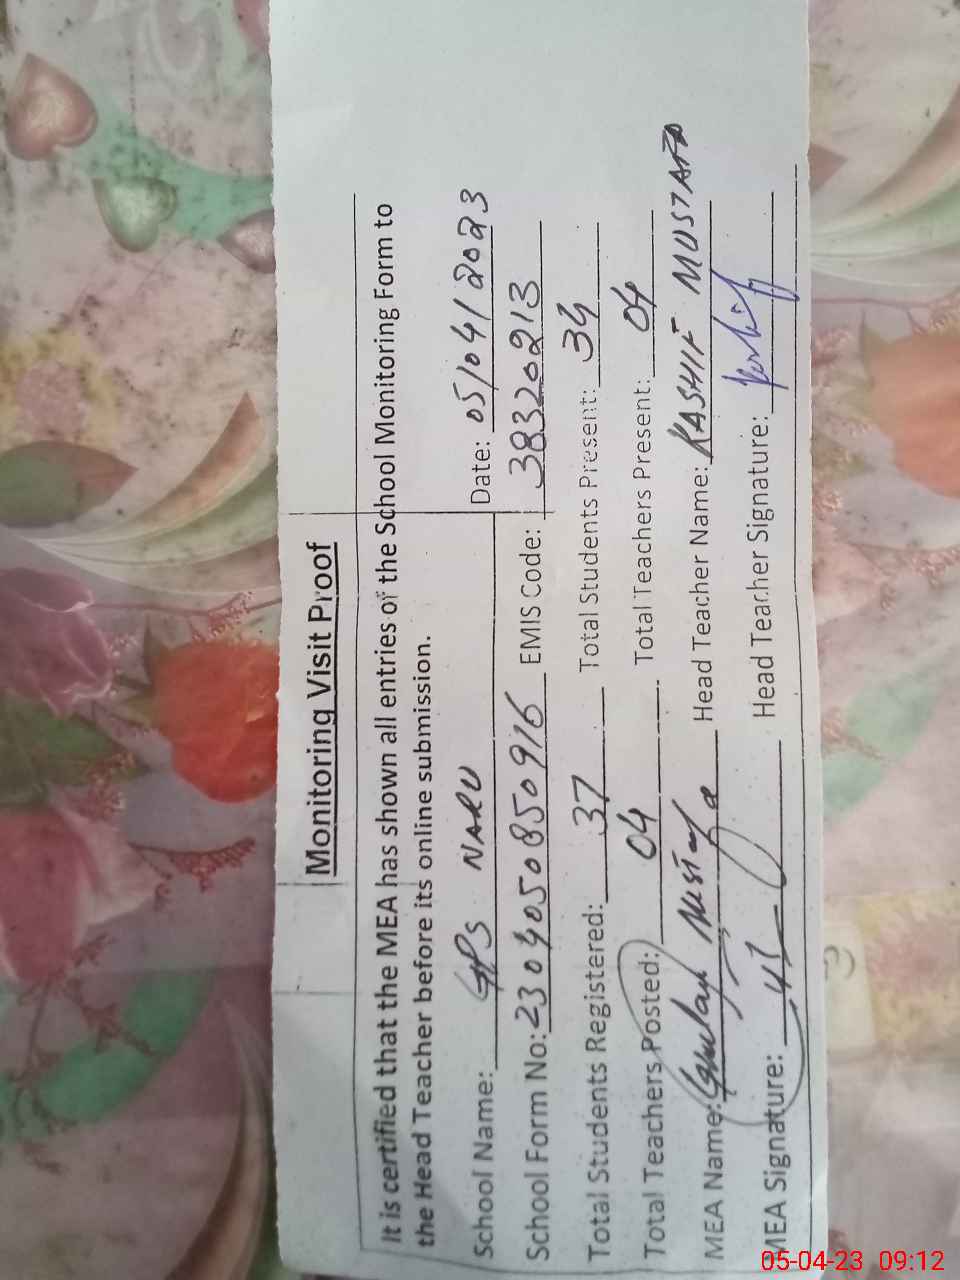 Monitoring Visit Proof
It is certified that the MEA has shown all entries of the School Monitoring Form to
the Head Teacher before its online submission.
School Name: GPS NARU Date: 05/04/2023
School Form No: 2304050850916 EMIS Code: 38320913
Total Students Registered: 37 Total Students Present: 34
Total Teachers Posted: 04 Total Teachers Present: 04
MEA Name: Head Teacher Name: KASHIF MUSTAFA
MEA Signature: Head Teacher Signature:
05-04-23 09:12